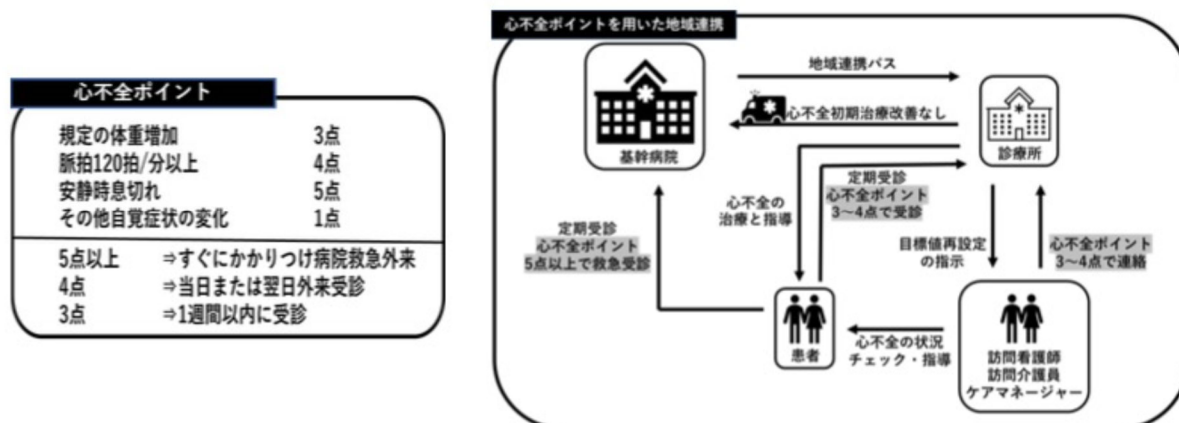 心不全ポイント
規定の体重増加 3点
脈拍120拍/分以上 4点
安静時息切れ 5点
その他自覚症状の変化 1点
5点以上 ⇒すぐにかかりつけ病院救急外来
4点 ⇒当日または翌日外来受診
3点 ⇒1週間以内に受診
心不全ポイントを用いた地域連携
基幹病院
地域連携パス
心不全初期治療改善なし
診療所
定期受診
心不全ポイント
5点以上で救急受診
心不全の
治療と指導
定期受診
心不全ポイント
3～4点で受診
目標値再設定
の指示
心不全ポイント
3～4点で連絡
患者
心不全の状況
チェック・指導
訪問看護師
訪問介護員
ケアマネージャー